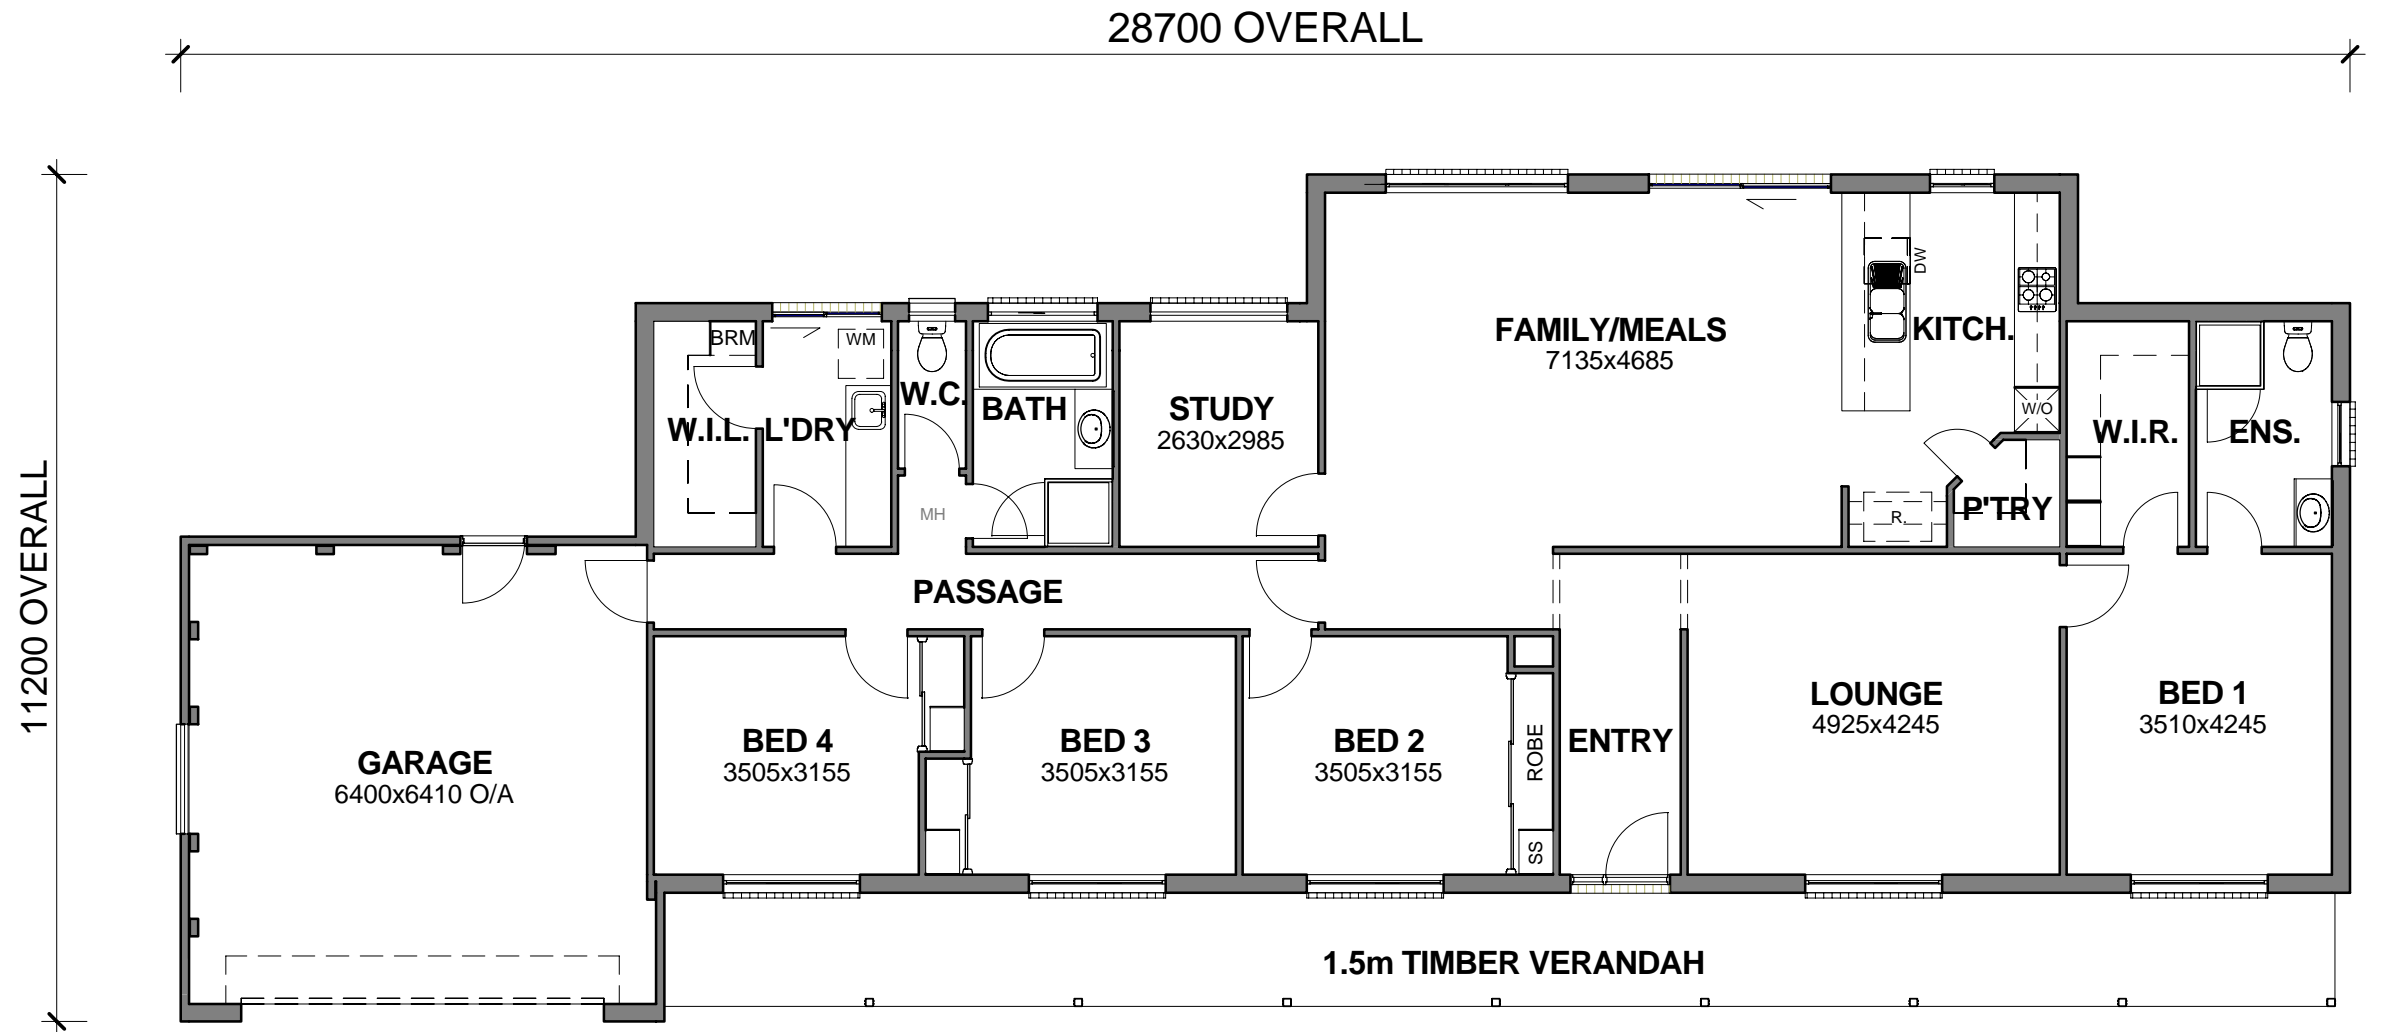 28700 OVERALL
11200 OVERALL
BRM
WM
W.I.L.
L'DRY
W.C.
MH
BATH
STUDY
2630x2985
FAMILY/MEALS
7135x4685
DW
KITCH.
W/O
R.
P'TRY
W.I.R.
ENS.
PASSAGE
GARAGE
6400x6410 O/A
BED 4
3505x3155
BED 3
3505x3155
BED 2
3505x3155
ROBE
SS
ENTRY
LOUNGE
4925x4245
BED 1
3510x4245
1.5m TIMBER VERANDAH